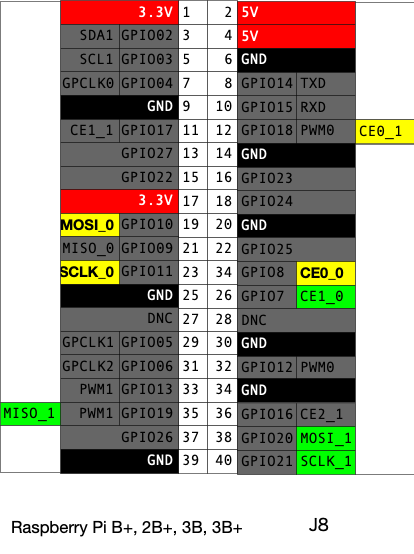 3.3V 1 2 5V
SDA1 GPIO02 3 4 5V
SCL1 GPIO03 5 6 GND
GPCLK0 GPIO04 7 8 GPIO14 TXD
GND 9 10 GPIO15 RXD
CE1_1 GPIO17 11 12 GPIO18 PWM0 CE0_1
GPIO27 13 14 GND
GPIO22 15 16 GPIO23
3.3V 17 18 GPIO24
MOSI_0 GPIO10 19 20 GND
MISO_0 GPIO09 21 22 GPIO25
SCLK_0 GPIO11 23 34 GPIO8 CE0_0
GND 25 26 GPIO7 CE1_0
DNC 27 28 DNC
GPCLK1 GPIO05 29 30 GND
GPCLK2 GPIO06 31 32 GPIO12 PWM0
PWM1 GPIO13 33 34 GND
MISO_1 PWM1 GPIO19 35 36 GPIO16 CE2_1
GPIO26 37 38 GPIO20 MOSI_1
GND 39 40 GPIO21 SCLK_1
Raspberry Pi B+, 2B+, 3B, 3B+ J8